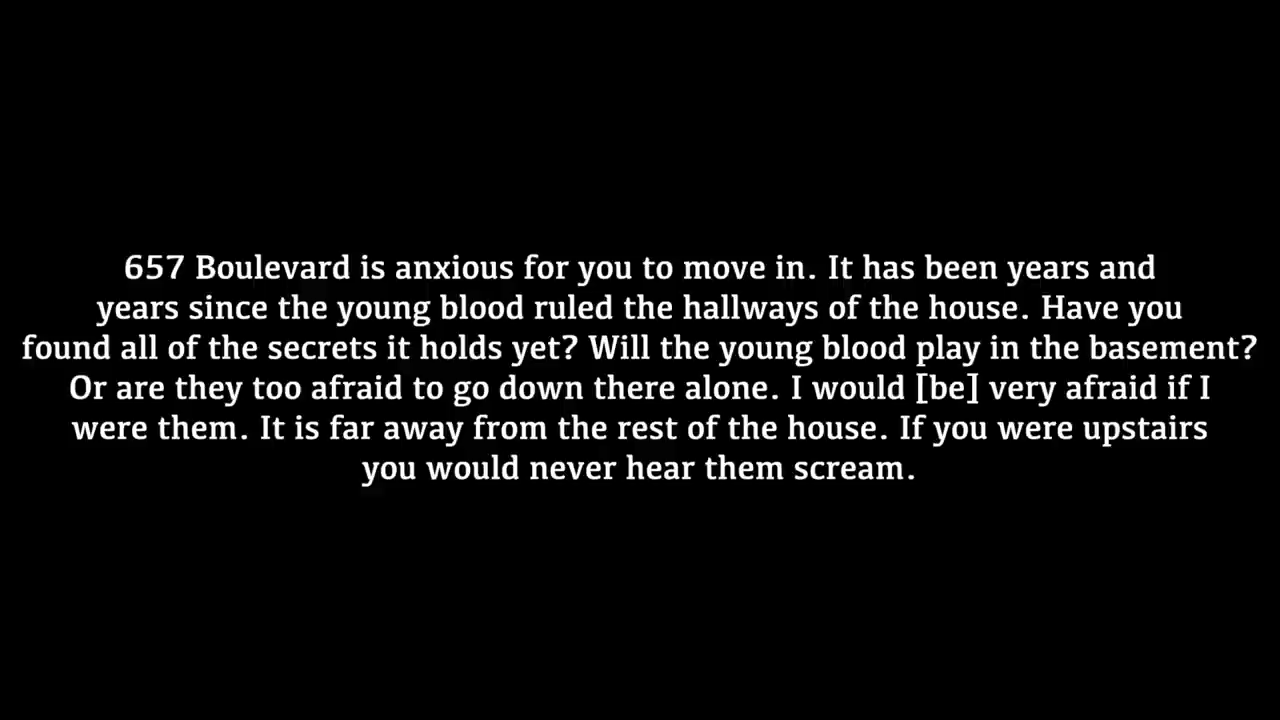 657 Boulevard is anxious for you to move in. It has been years and
years since the young blood ruled the hallways of the house. Have you
found all of the secrets it holds yet? Will the young blood play in the basement?
Or are they too afraid to go down there alone. I would [be] very afraid if I
were them. It is far away from the rest of the house. If you were upstairs
you would never hear them scream.